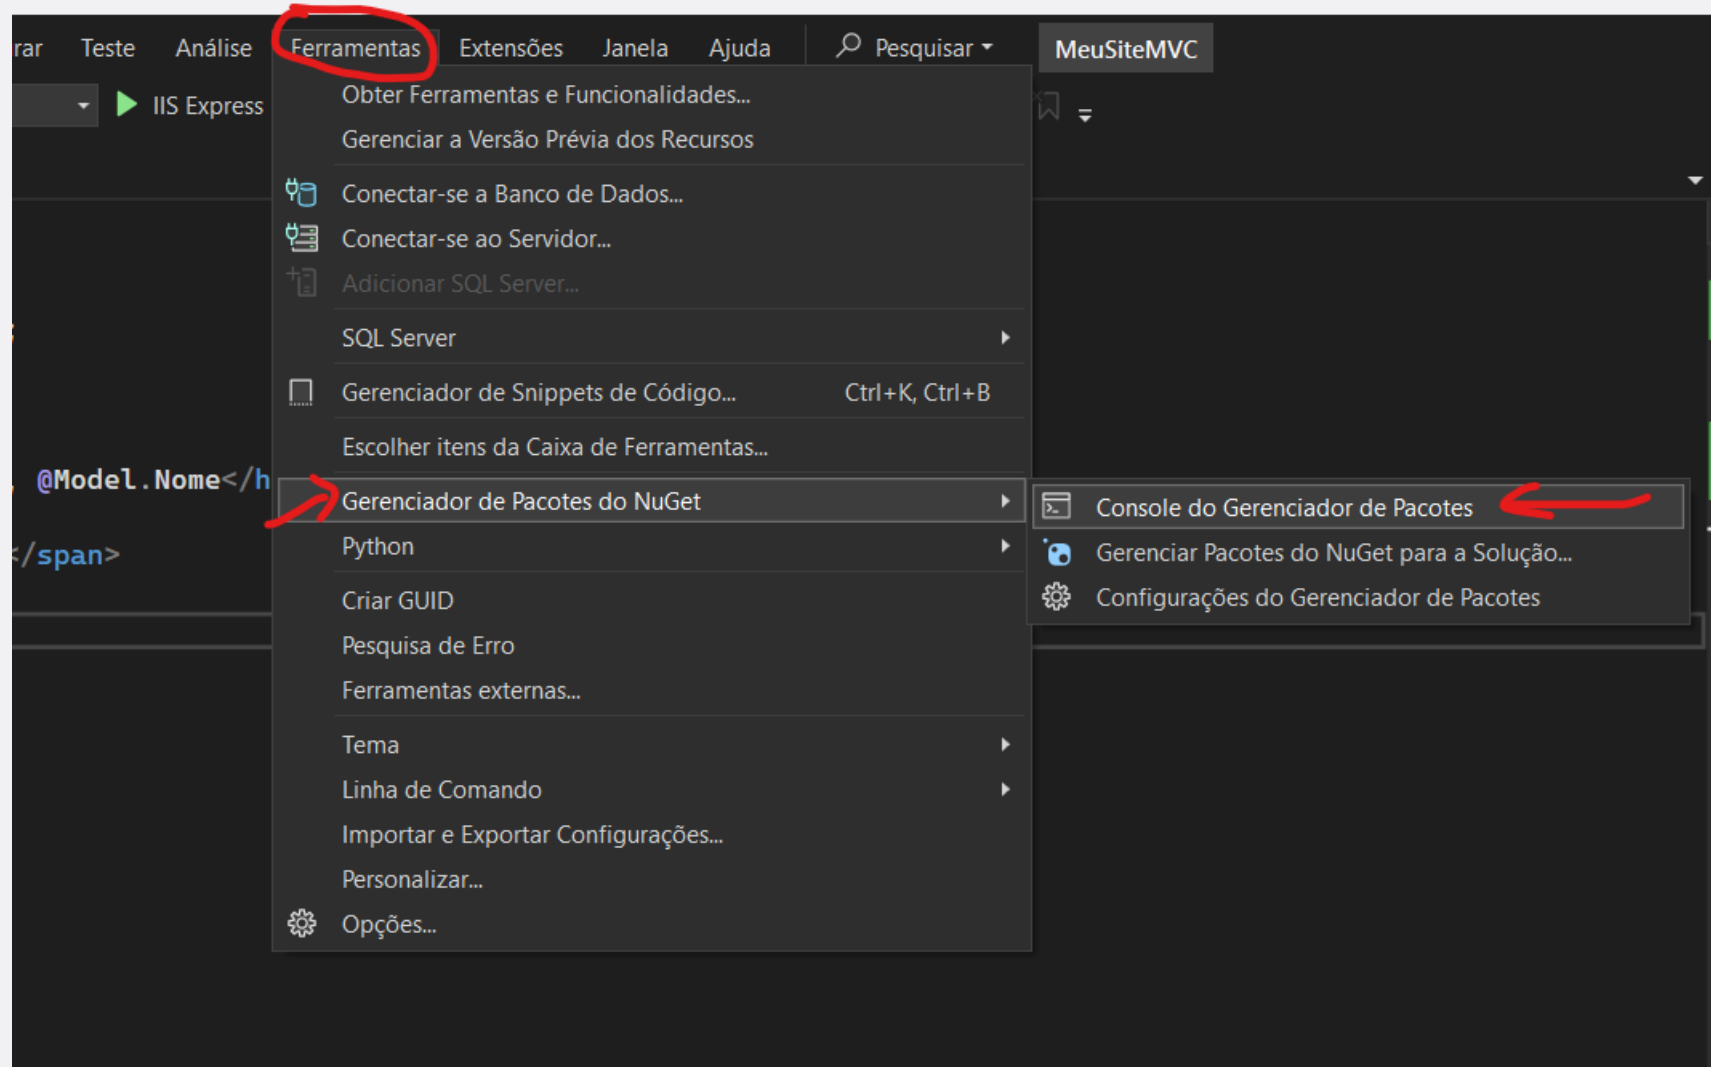 rar Teste Análise Ferramentas Extensões Janela Ajuda Pesquisar MeuSiteMVC
IIS Express
Obter Ferramentas e Funcionalidades...
Gerenciar a Versão Prévia dos Recursos
Conectar-se a Banco de Dados...
Conectar-se ao Servidor...
Adicionar SQL Server...
SQL Server
Gerenciador de Snippets de Código... Ctrl+K, Ctrl+B
Escolher itens da Caixa de Ferramentas...
, @Model.Nome</h
Gerenciador de Pacotes do NuGet
Console do Gerenciador de Pacotes
Python
</span>
Gerenciar Pacotes do NuGet para a Solução...
Configurações do Gerenciador de Pacotes
Criar GUID
Pesquisa de Erro
Ferramentas externas...
Tema
Linha de Comando
Importar e Exportar Configurações...
Personalizar...
Opções...